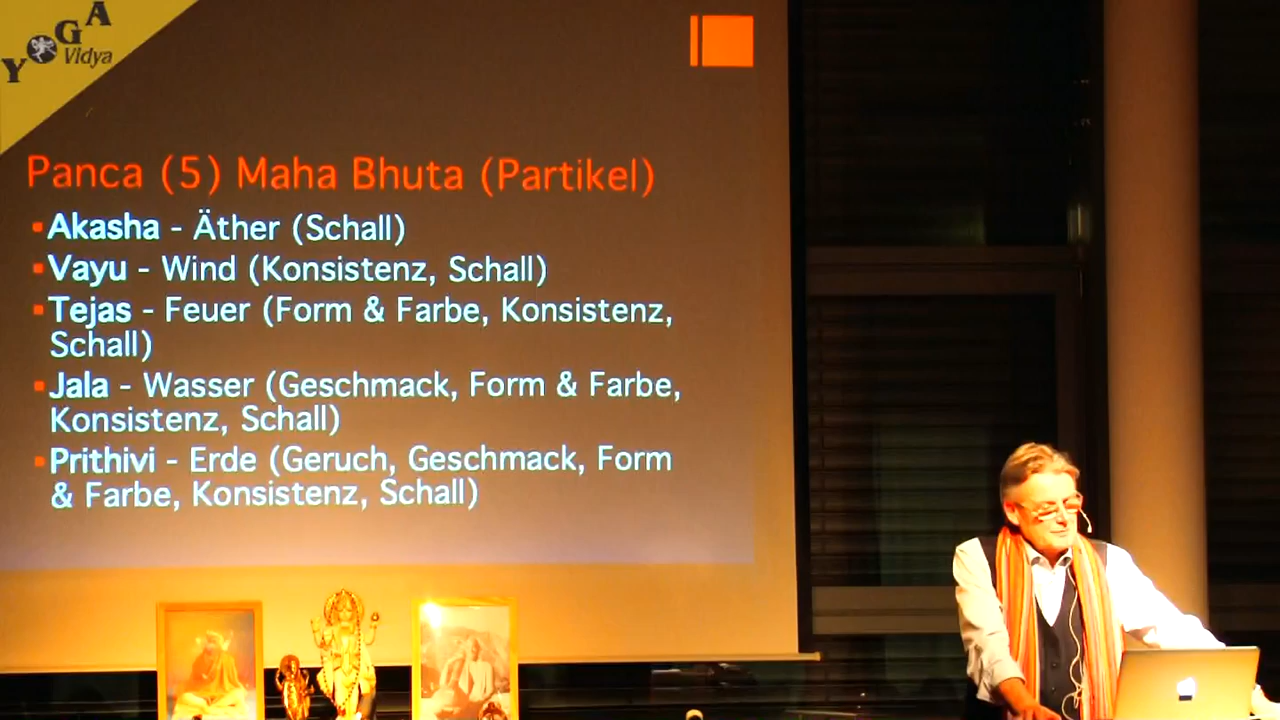 YOGA
Vidya
Panca (5) Maha Bhuta (Partikel)
Akasha - Äther (Schall)
Vayu - Wind (Konsistenz, Schall)
Tejas - Feuer (Form & Farbe, Konsistenz,
Schall)
Jala - Wasser (Geschmack, Form & Farbe,
Konsistenz, Schall)
Prithivi - Erde (Geruch, Geschmack, Form
& Farbe, Konsistenz, Schall)